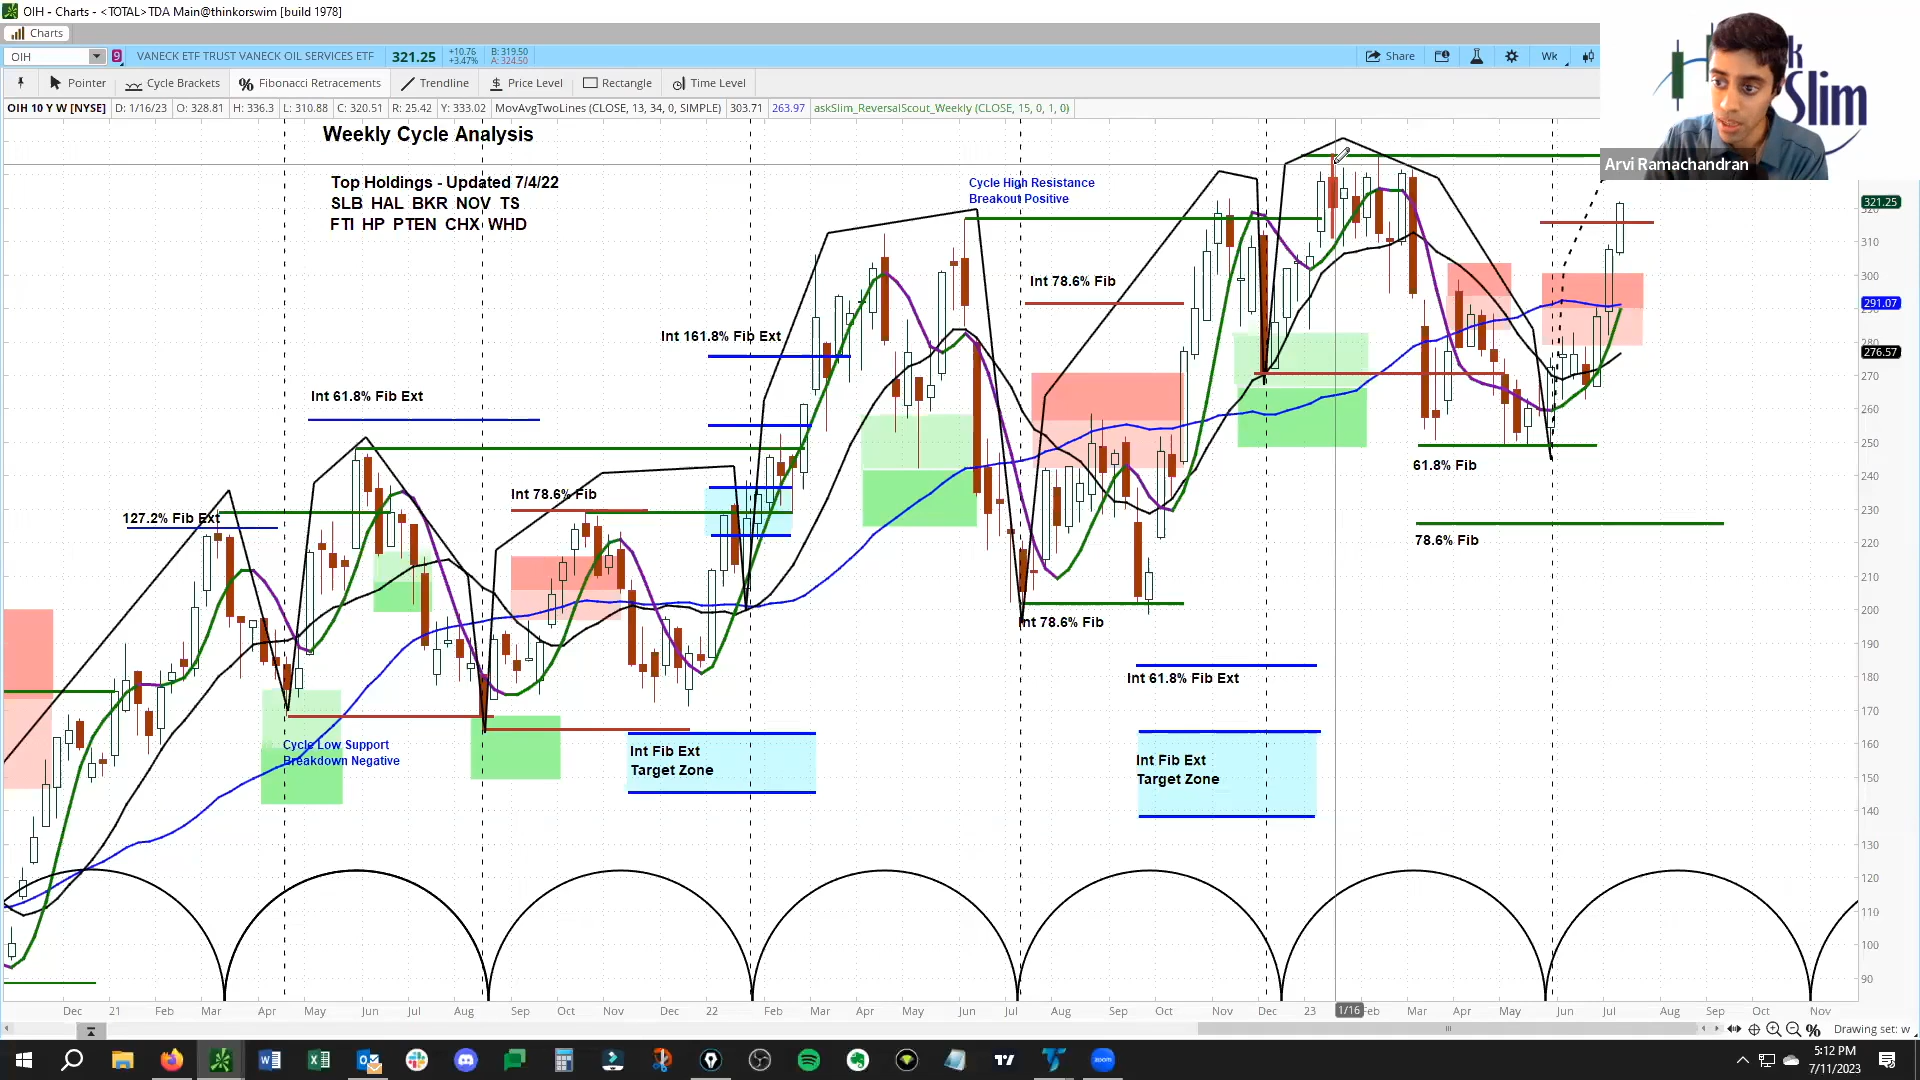 OIH - Charts - <TOTAL>TDA Main@thinkorswim [build 1978]
Charts
OIH
9
VANECK ETF TRUST VANECK OIL SERVICES ETF
321.25
+10.76
+3.47%
B: 319.50
A: 324.50
Share
Wk
Pointer
Cycle Brackets
Fibonacci Retracements
Trendline
Price Level
Rectangle
Time Level
OIH 10 Y W [NYSE]
D: 1/16/23
O: 328.81
H: 336.3
L: 310.88
C: 320.51
R: 25.42
Y: 333.02
MovAvgTwoLines (CLOSE, 13, 34, 0, SIMPLE)
303.71
263.97
askSlim_ReversalScout_Weekly (CLOSE, 15, 0, 1, 0)
Slim
Arvi Ramachandran
Weekly Cycle Analysis
Top Holdings - Updated 7/4/22
SLB HAL BKR NOV TS
FTI HP PTEN CHX WHD
Cycle High Resistance
Breakout Positive
Int 78.6% Fib
Int 161.8% Fib Ext
Int 61.8% Fib Ext
Int 78.6% Fib
127.2% Fib Ext
61.8% Fib
78.6% Fib
Int 78.6% Fib
Int 61.8% Fib Ext
Cycle Low Support
Breakdown Negative
Int Fib Ext
Target Zone
Int Fib Ext
Target Zone
321.25
310
300
291.07
276.57
270
260
250
240
230
220
210
200
190
180
170
160
150
140
130
120
110
100
90
Dec 21 Feb Mar Apr May Jun Jul Aug Sep Oct Nov Dec 22 Feb Mar Apr May Jun Jul Aug Sep Oct Nov Dec 23 1/16 Feb Mar Apr May Jun Jul Aug Sep Oct Nov
Drawing set: w
zoom
5:12 PM
7/11/2023